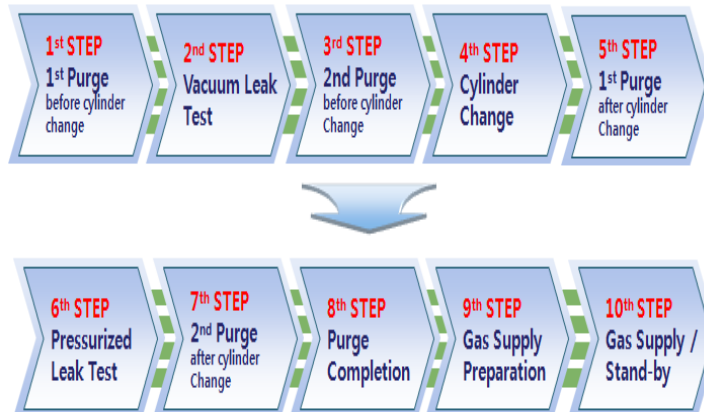 1st STEP
1st Purge
before cylinder
change
2nd STEP
Vacuum Leak
Test
3rd STEP
2nd Purge
before cylinder
Change
4th STEP
Cylinder
Change
5th STEP
1st Purge
after cylinder
Change
6th STEP
Pressurized
Leak Test
7th STEP
2nd Purge
after cylinder
Change
8th STEP
Purge
Completion
9th STEP
Gas Supply
Preparation
10th STEP
Gas Supply /
Stand-by